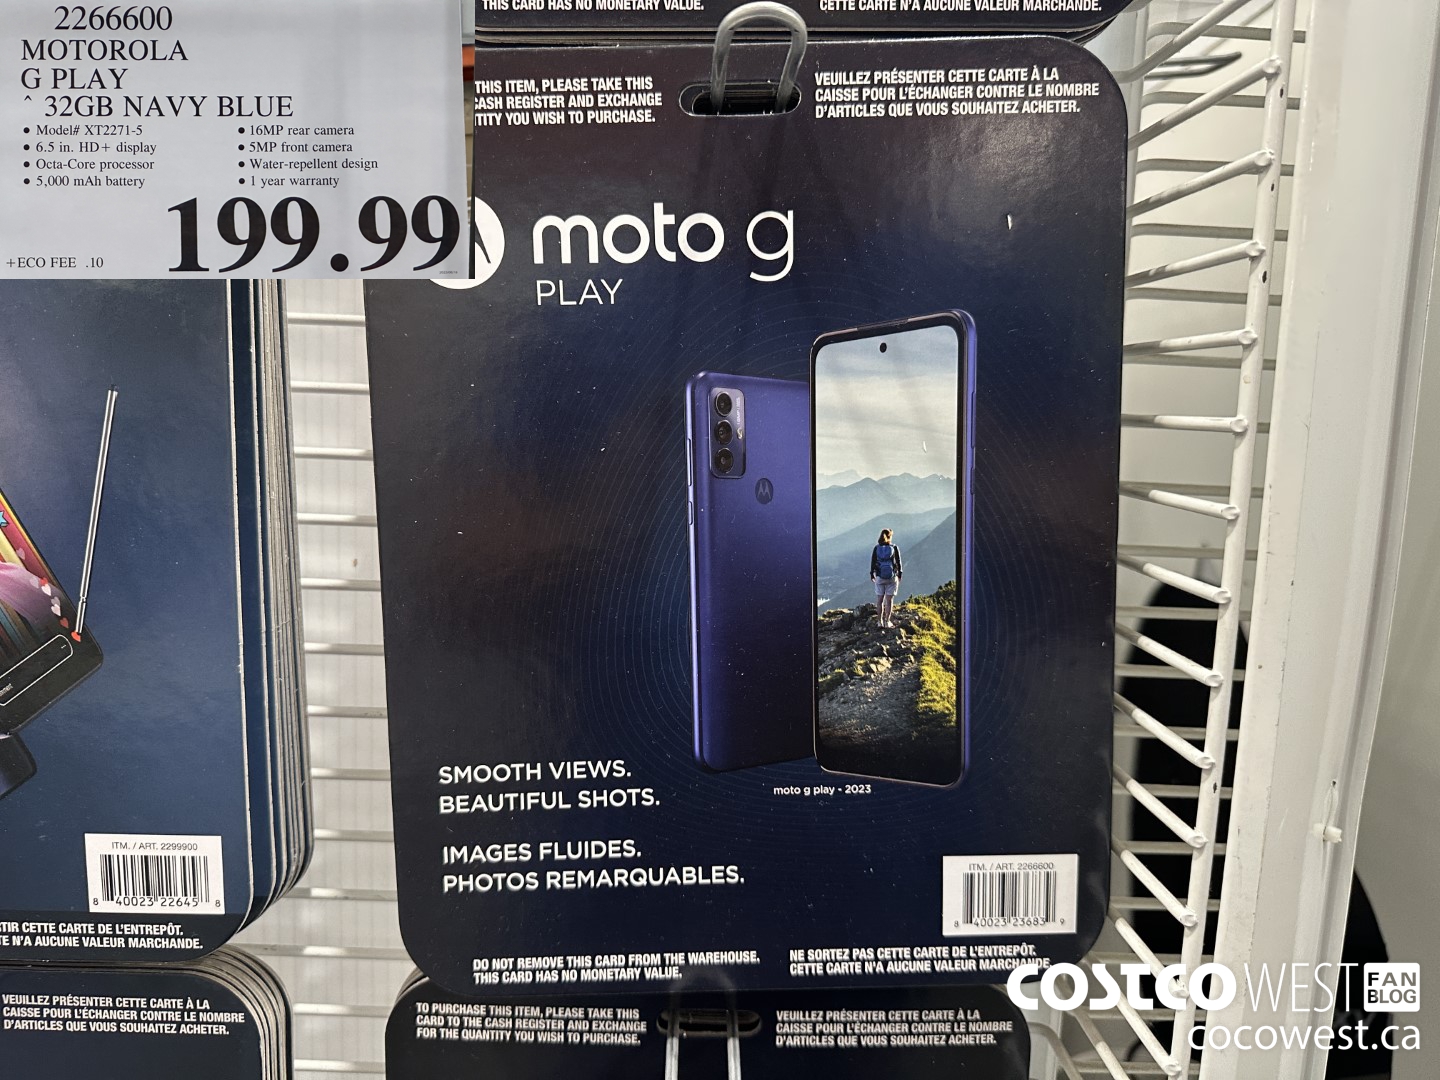 2266600
MOTOROLA
G PLAY
^ 32GB NAVY BLUE
• Model# XT2271-5
• 6.5 in. HD+ display
• Octa-Core processor
• 5,000 mAh battery
• 16MP rear camera
• 5MP front camera
• Water-repellent design
• 1 year warranty
199.99
+ECO FEE .10
THIS CARD HAS NO MONETARY VALUE.
CETTE CARTE N'A AUCUNE VALEUR MARCHANDE.
THIS ITEM, PLEASE TAKE THIS
CASH REGISTER AND EXCHANGE
YOU WISH TO PURCHASE.
VEUILLEZ PRÉSENTER CETTE CARTE À LA
CAISSE POUR L'ÉCHANGER CONTRE LE NOMBRE
D'ARTICLES QUE VOUS SOUHAITEZ ACHETER.
moto g
PLAY
moto g play - 2023
SMOOTH VIEWS.
BEAUTIFUL SHOTS.
IMAGES FLUIDES.
PHOTOS REMARQUABLES.
ITM. / ART. 2266600
8 40023 23683 9
DO NOT REMOVE THIS CARD FROM THE WAREHOUSE.
THIS CARD HAS NO MONETARY VALUE.
NE SORTEZ PAS CETTE CARTE DE L'ENTREPÔT.
CETTE CARTE N'A AUCUNE VALEUR MARCHANDE.
ITM. / ART. 2299900
8 40023 22645 8
CETTE CARTE DE L'ENTREPÔT.
N'A AUCUNE VALEUR MARCHANDE.
VEUILLEZ PRÉSENTER CETTE CARTE À LA
CAISSE POUR L'ÉCHANGER CONTRE LE NOMBRE
D'ARTICLES QUE VOUS SOUHAITEZ ACHETER.
TO PURCHASE THIS ITEM, PLEASE TAKE THIS
CARD TO THE CASH REGISTER AND EXCHANGE
FOR THE QUANTITY YOU WISH TO PURCHASE.
VEUILLEZ PRÉSENTER CETTE CARTE À LA
CAISSE POUR L'ÉCHANGER CONTRE LE NOMBRE
D'ARTICLES QUE VOUS SOUHAITEZ ACHETER.
COSTCO WEST FAN BLOG
cocowest.ca